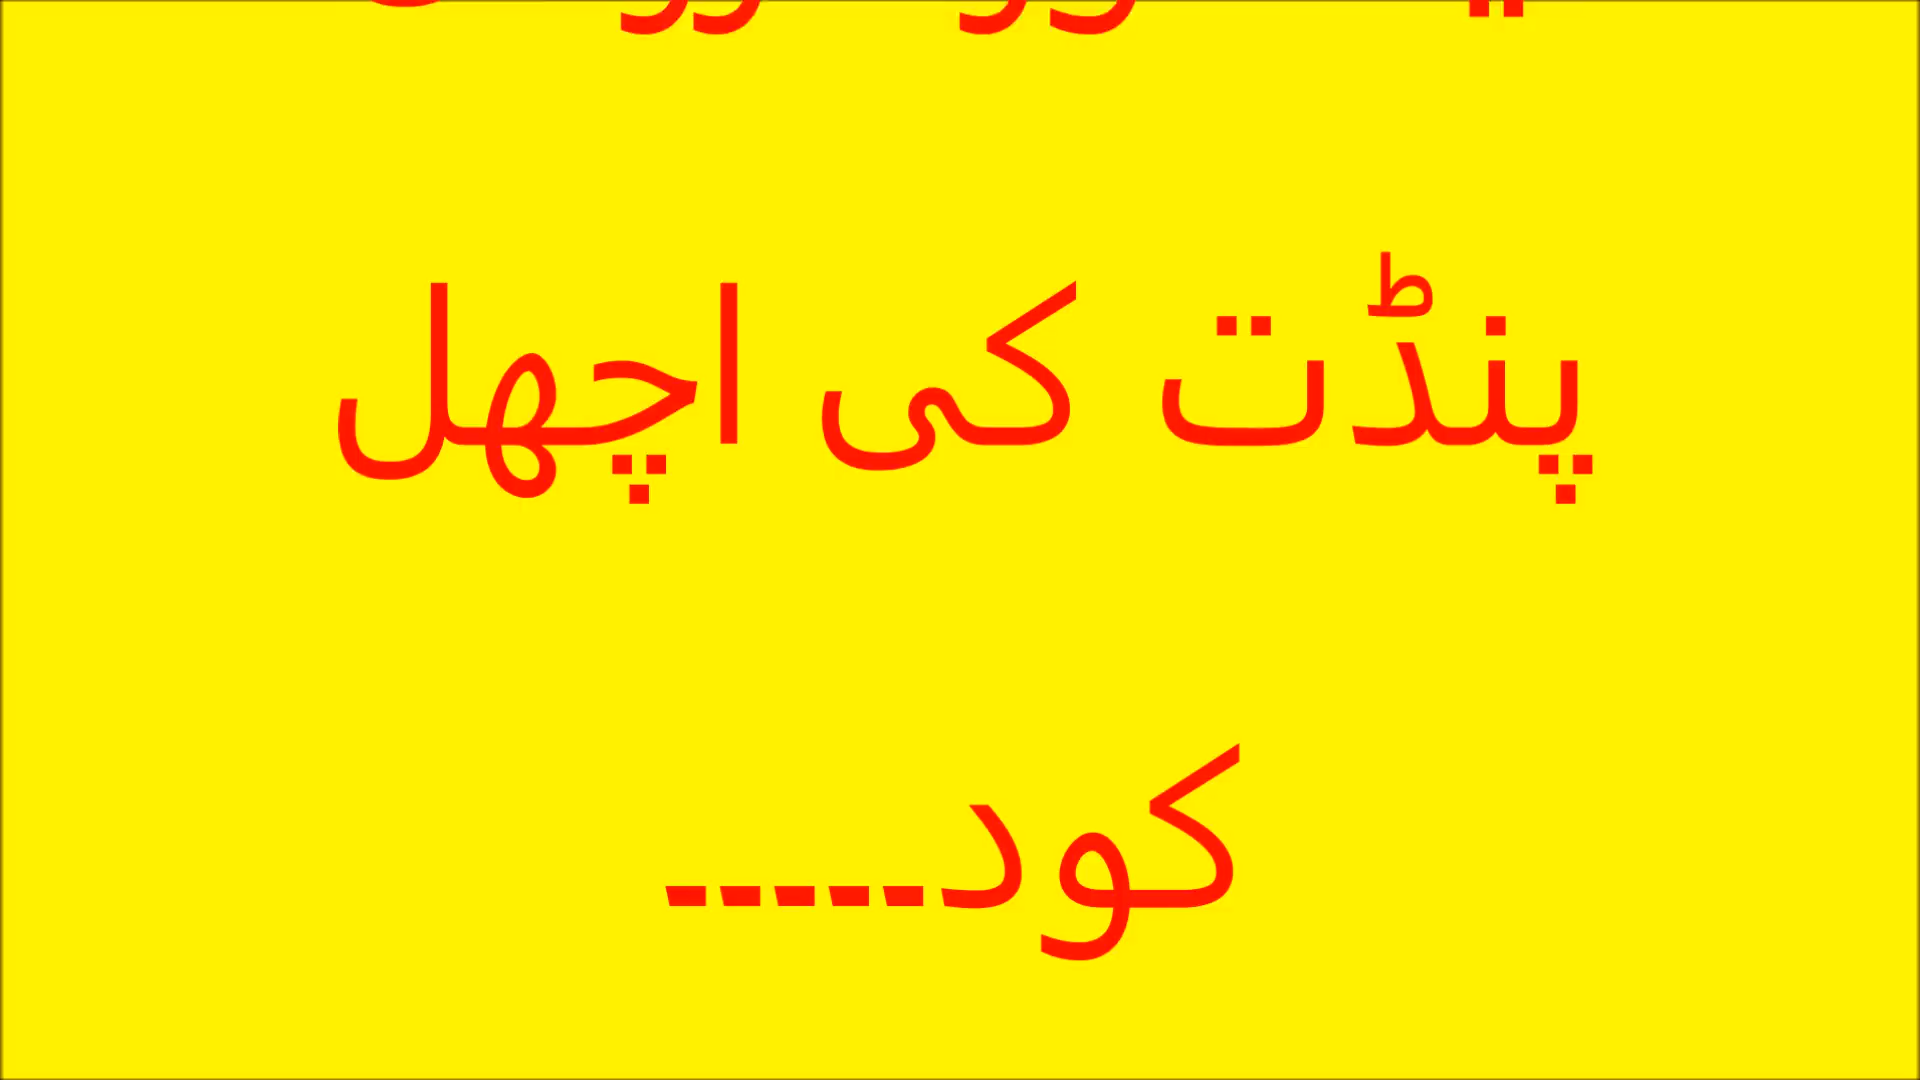 پنڈت کی اچھل
کود-----